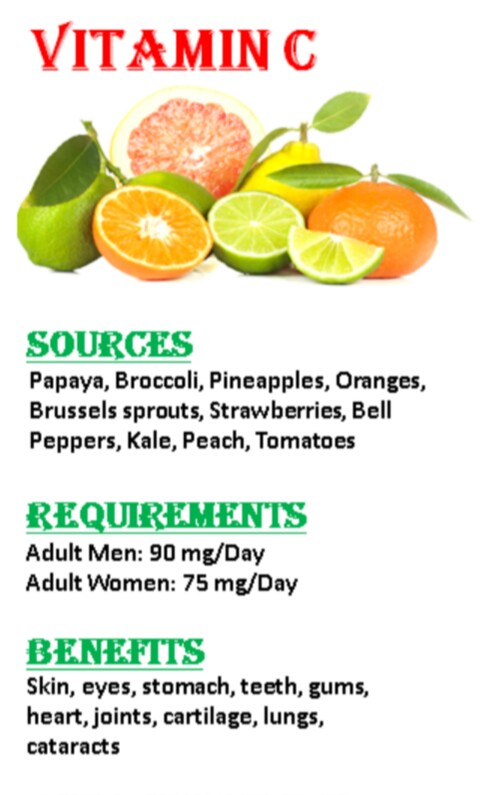 VITAMIN C
SOURCES
Papaya, Broccoli, Pineapples, Oranges,
Brussels sprouts, Strawberries, Bell
Peppers, Kale, Peach, Tomatoes
REQUIREMENTS
Adult Men: 90 mg/Day
Adult Women: 75 mg/Day
BENEFITS
Skin, eyes, stomach, teeth, gums,
heart, joints, cartilage, lungs,
cataracts